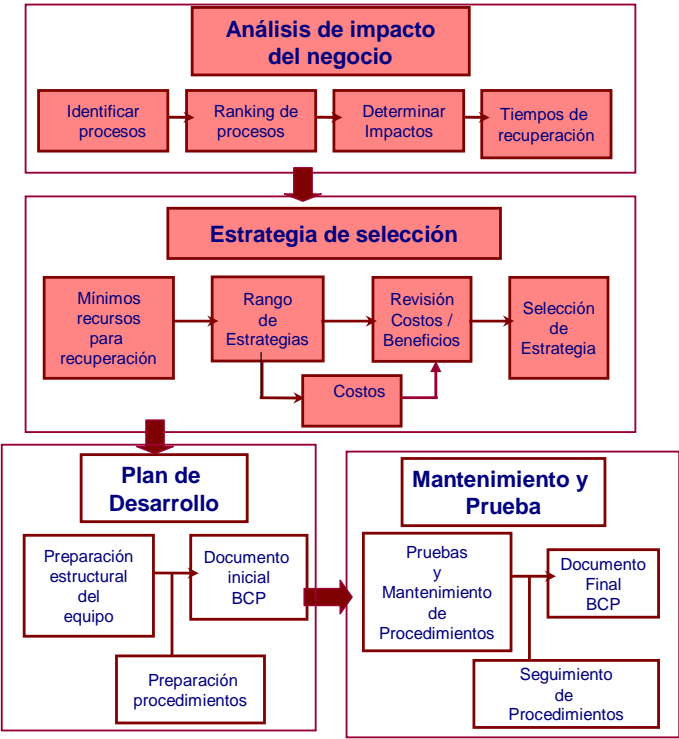 Análisis de impacto
del negocio
Identificar
procesos
Ranking de
procesos
Determinar
Impactos
Tiempos de
recuperación
Estrategia de selección
Mínimos
recursos
para
recuperación
Rango
de
Estrategias
Revisión
Costos /
Beneficios
Selección
de
Estrategia
Costos
Plan de
Desarrollo
Preparación
estructural
del
equipo
Documento
inicial
BCP
Preparación
procedimientos
Mantenimiento y
Prueba
Pruebas
y
Mantenimiento
de
Procedimientos
Documento
Final
BCP
Seguimiento
de
Procedimientos